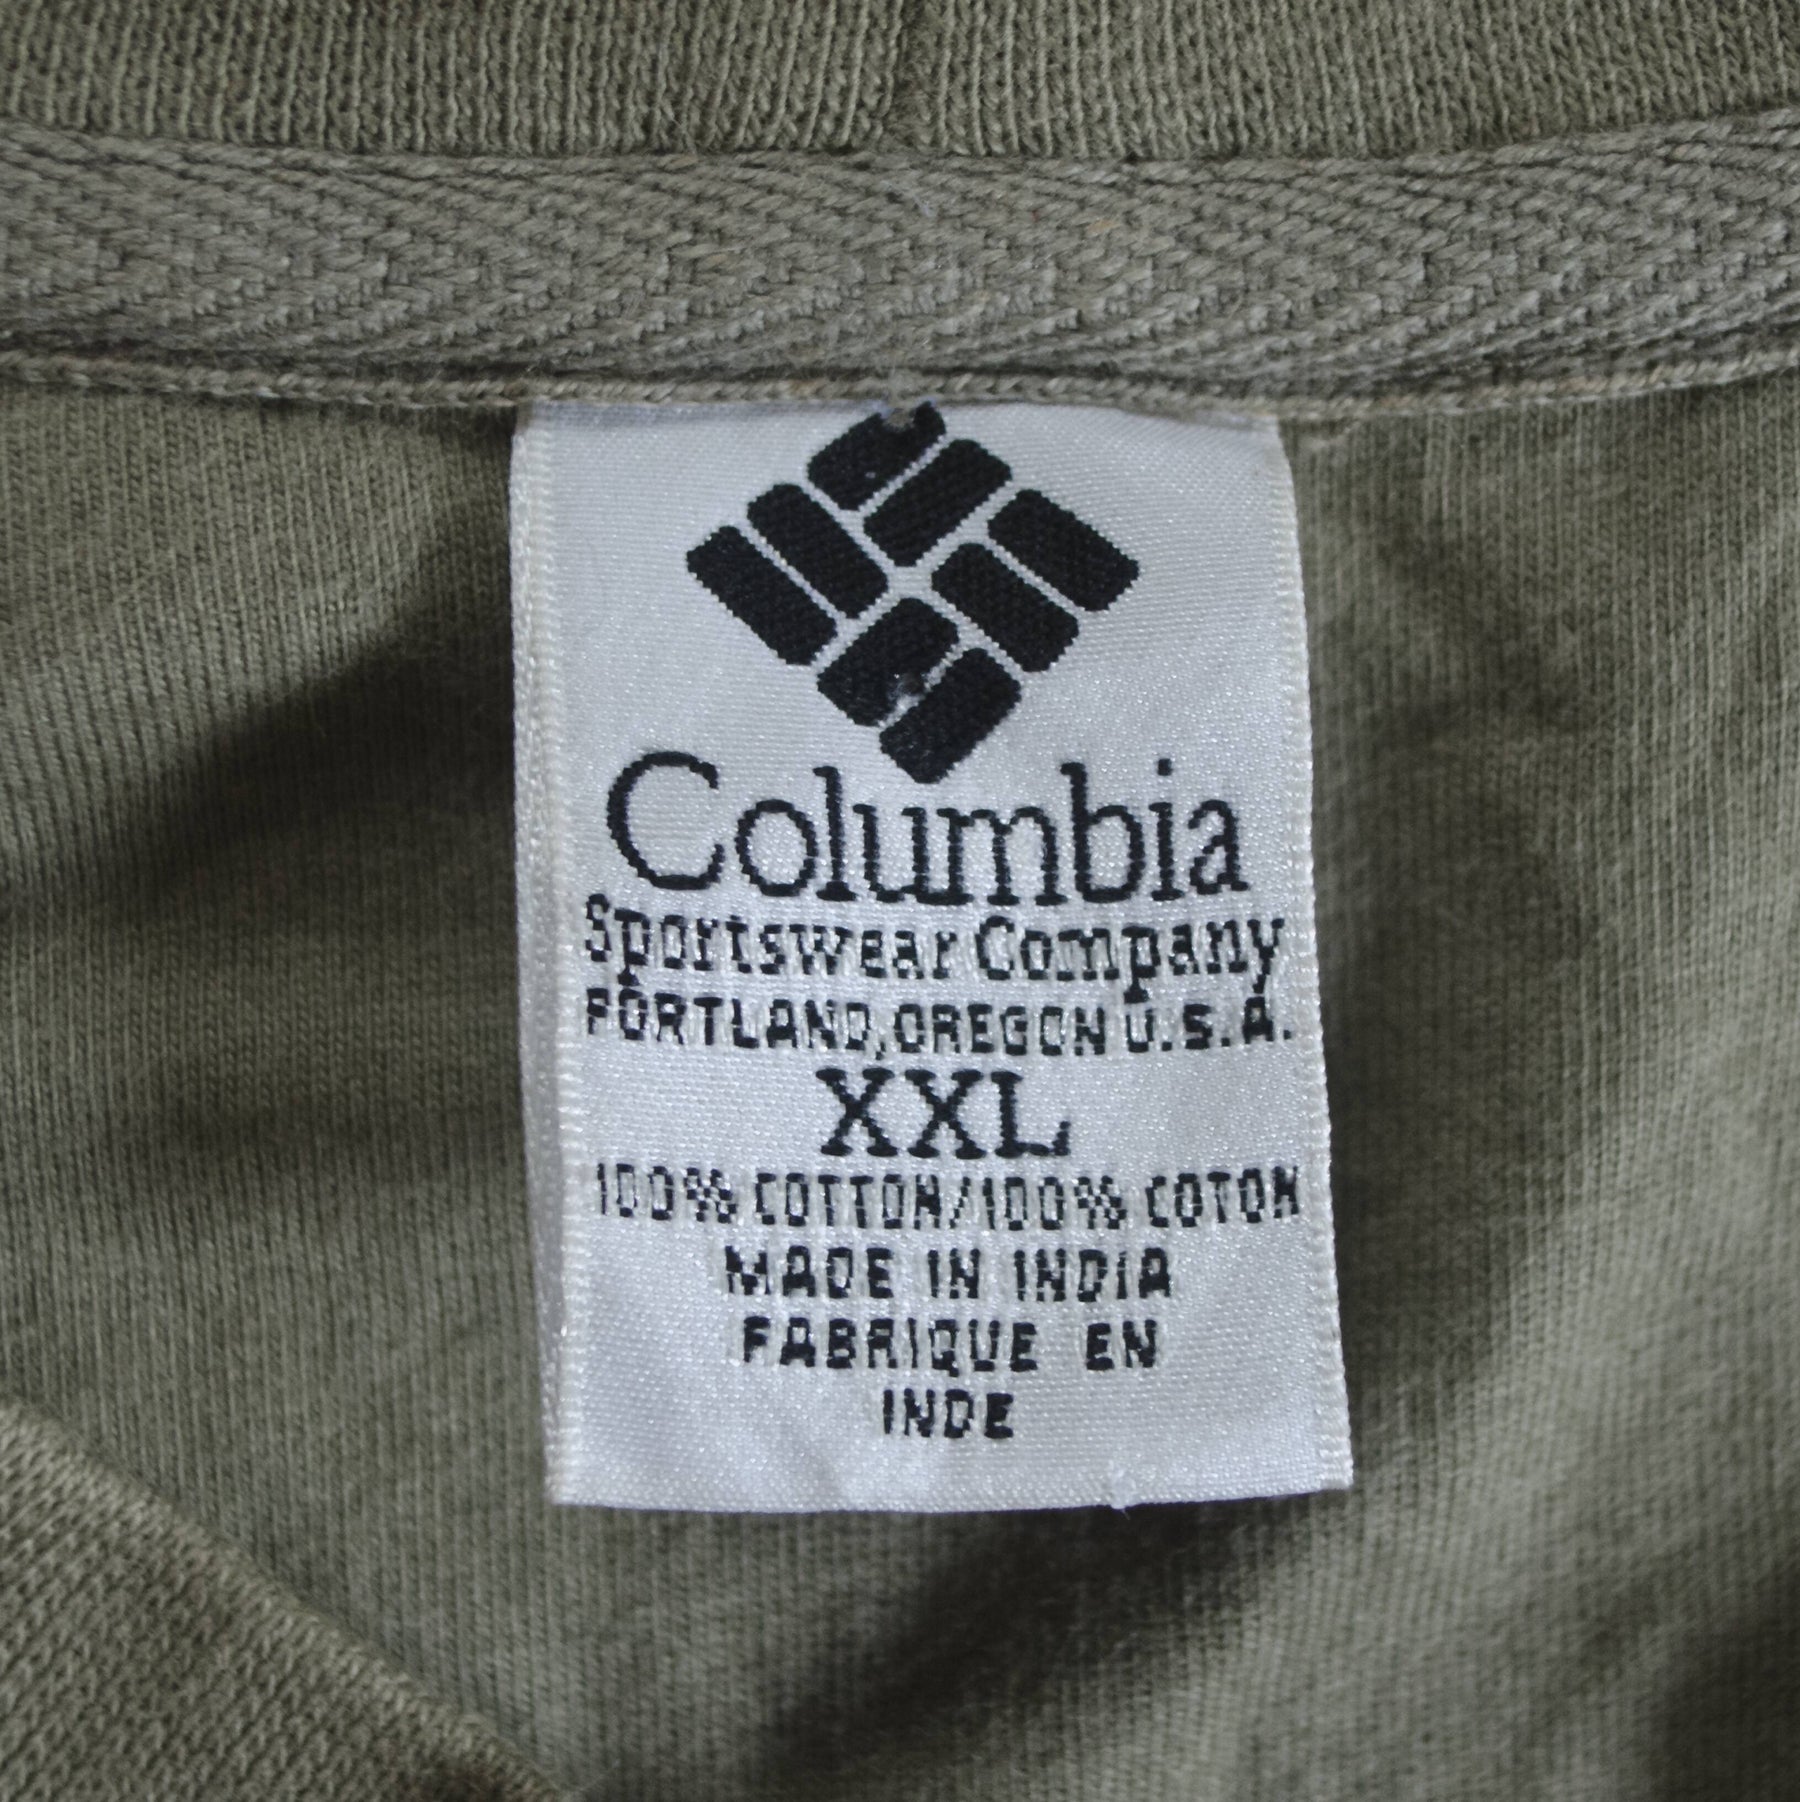 Columbia
Sportswear Company
PORTLAND, OREGON U.S.A.
XXL
100% COTTON/100% COTON
MADE IN INDIA
FABRIQUE EN
INDE